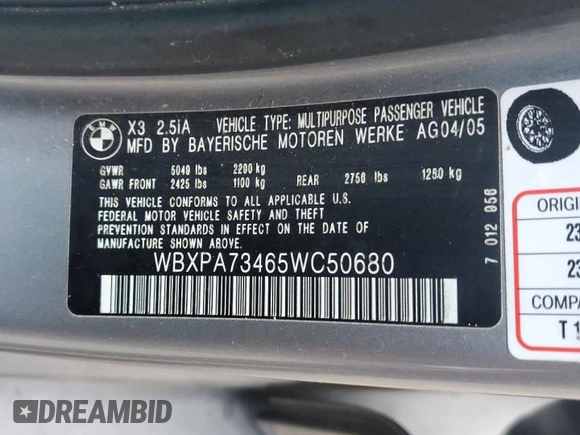 BMW
X3 2.5iA VEHICLE TYPE: MULTIPURPOSE PASSENGER VEHICLE
MFD BY BAYERISCHE MOTOREN WERKE AG04/05
GVWR 5040 lbs 2200 kg
GAWR FRONT 2425 lbs 1100 kg REAR 2756 lbs 1250 kg
THIS VEHICLE CONFORMS TO ALL APPLICABLE U.S.
FEDERAL MOTOR VEHICLE SAFETY AND THEFT
PREVENTION STANDARDS IN EFFECT ON THE DATE OF
MANUFACTURE SHOWN ABOVE.
WBXPA73465WC50680
7 012 956
ORIGI
23
23
COMPA
T 1
DREAMBID